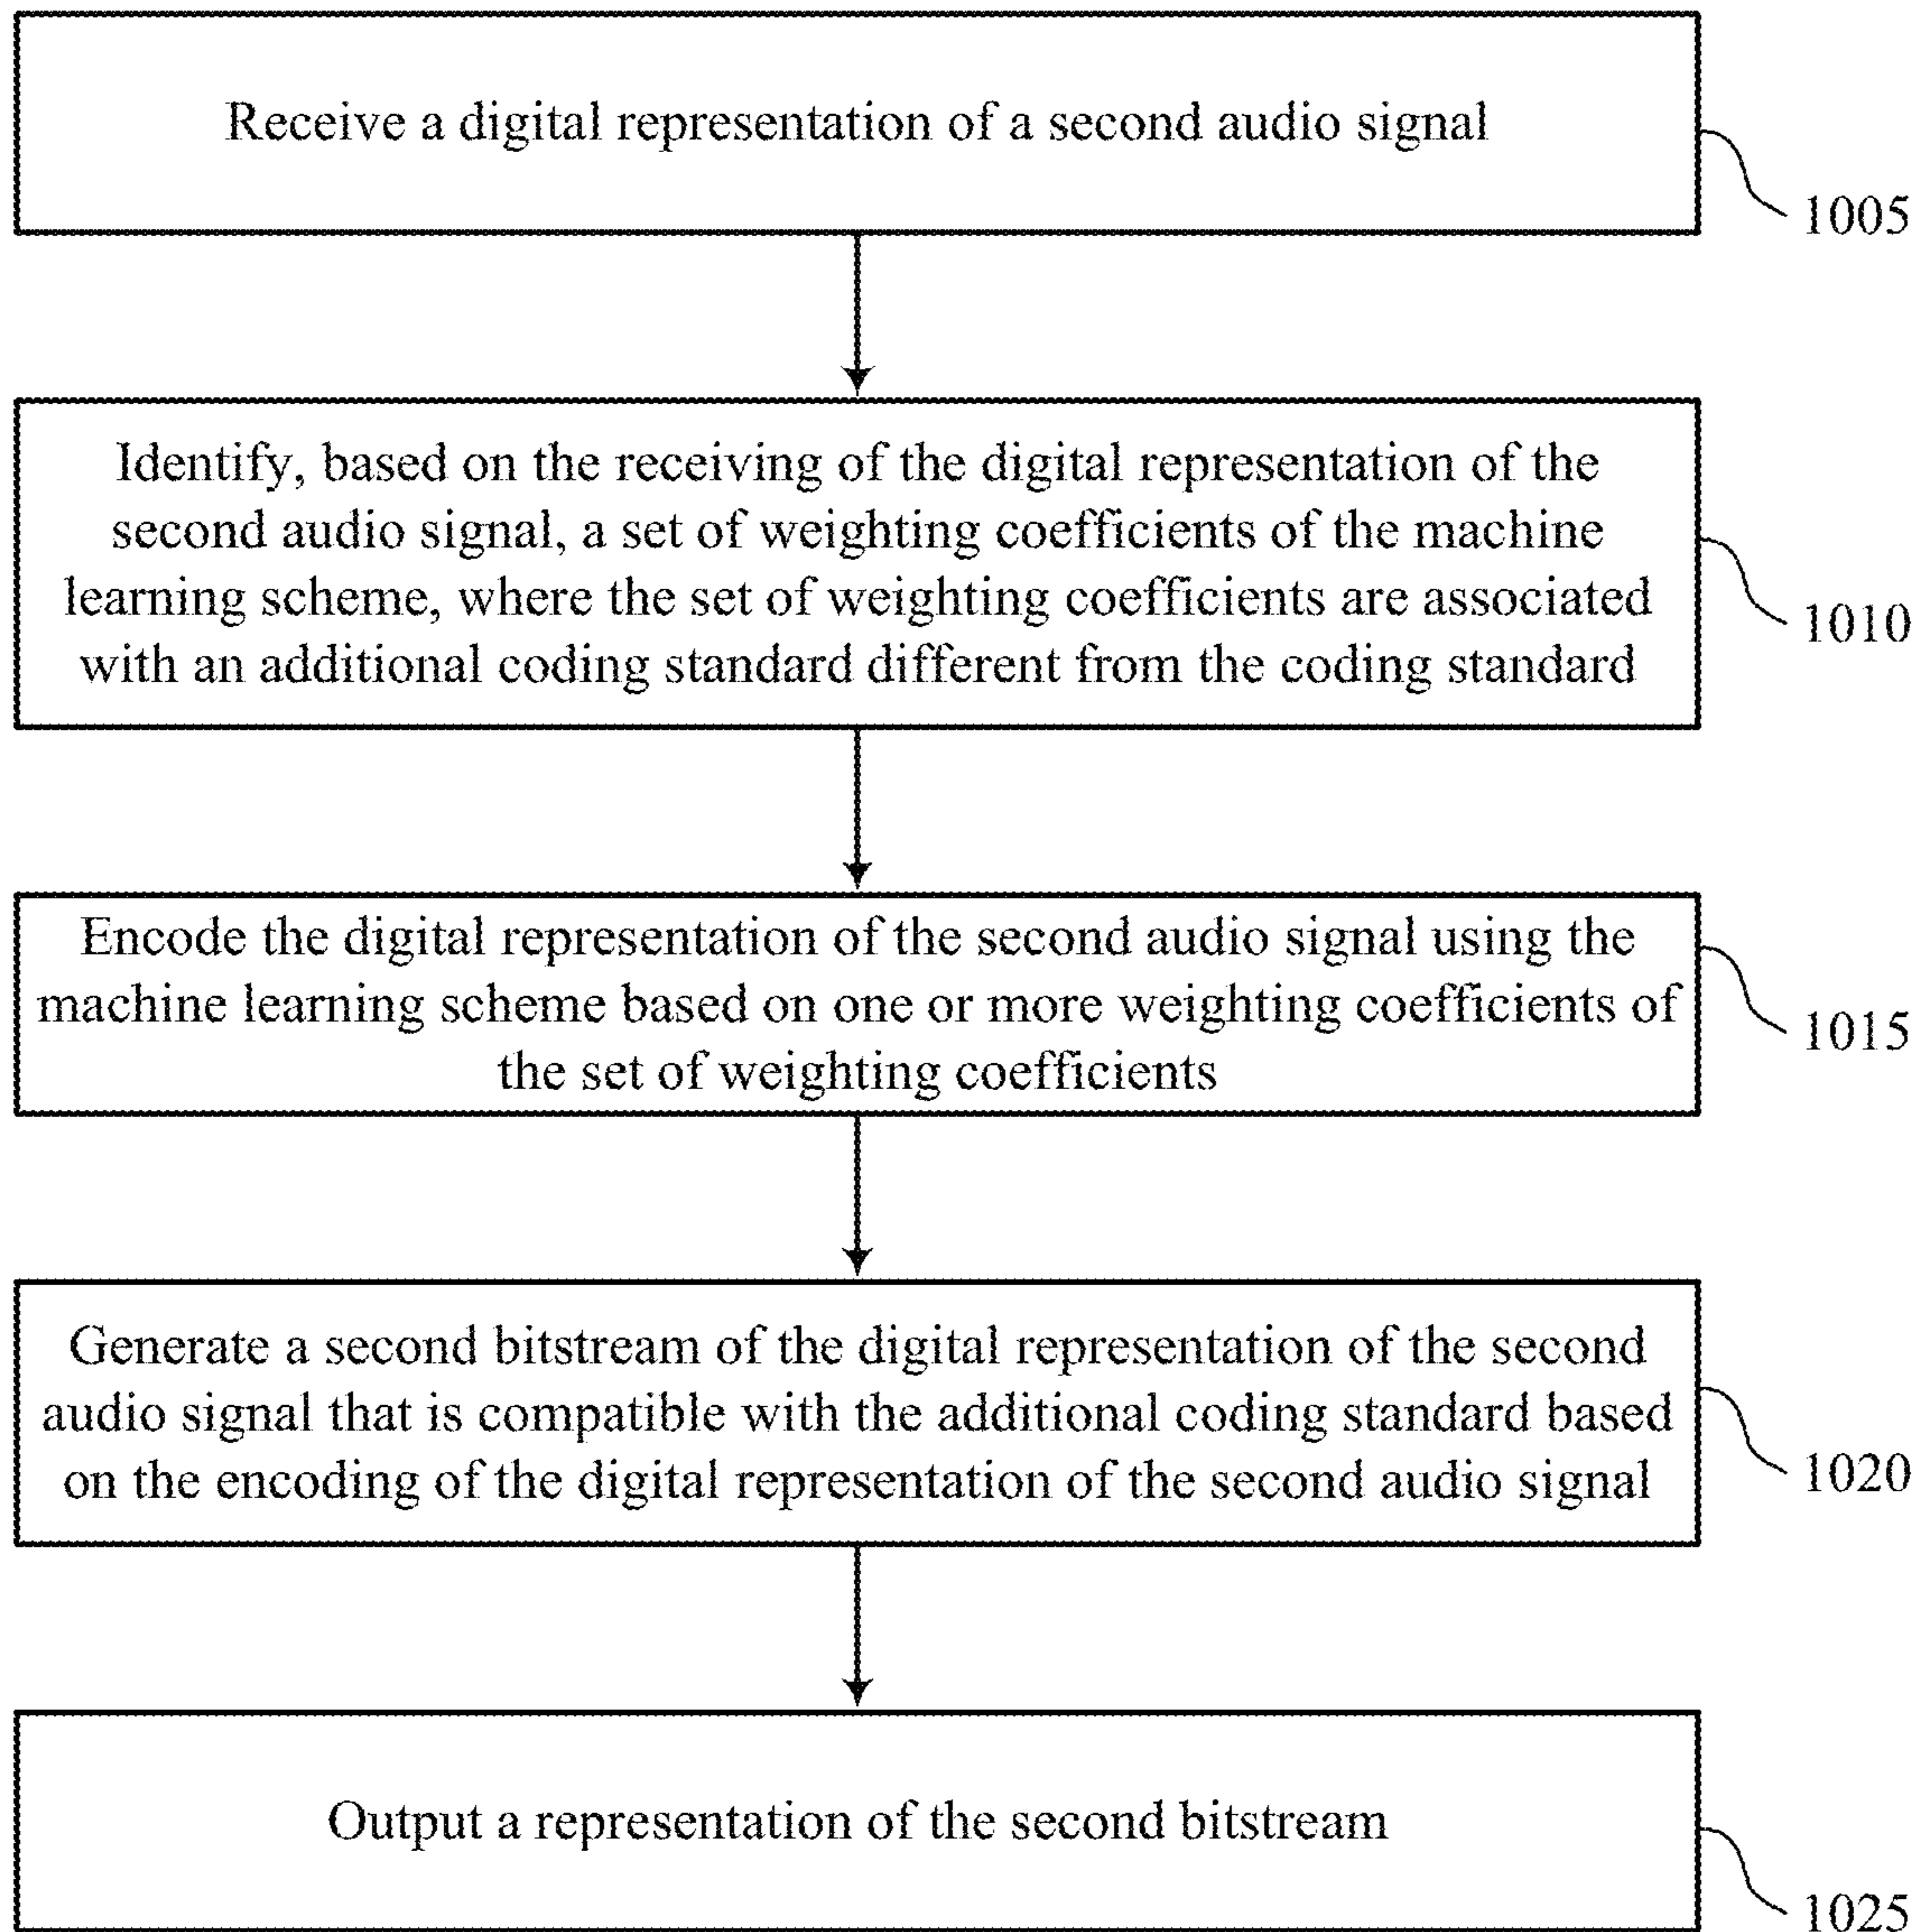 Receive a digital representation of a second audio signal
1005
Identify, based on the receiving of the digital representation of the
second audio signal, a set of weighting coefficients of the machine
learning scheme, where the set of weighting coefficients are associated
with an additional coding standard different from the coding standard
1010
Encode the digital representation of the second audio signal using the
machine learning scheme based on one or more weighting coefficients of
the set of weighting coefficients
1015
Generate a second bitstream of the digital representation of the second
audio signal that is compatible with the additional coding standard based
on the encoding of the digital representation of the second audio signal
1020
Output a representation of the second bitstream
1025